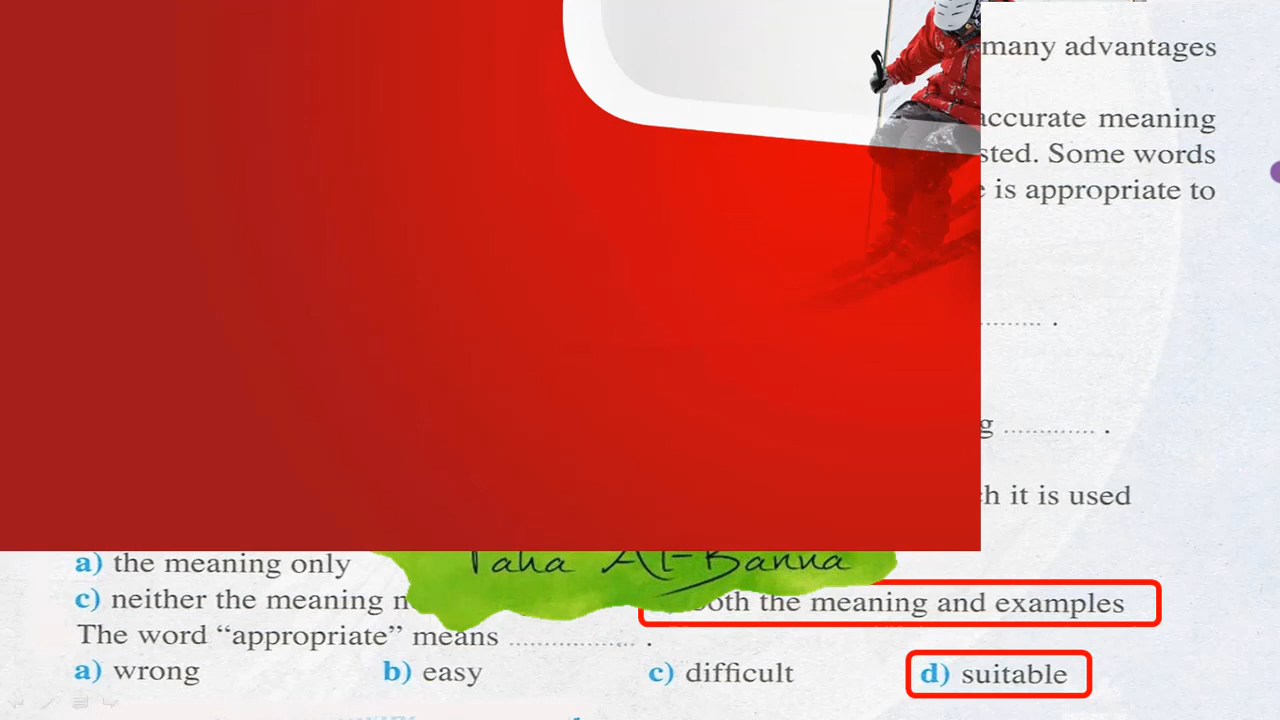 many advantages
accurate meaning
sted. Some words
is appropriate to
............ .
g ............ .
h it is used
a) the meaning only
Taha Al-Banna
c) neither the meaning n
both the meaning and examples
The word “appropriate” means .................... .
a) wrong b) easy c) difficult d) suitable